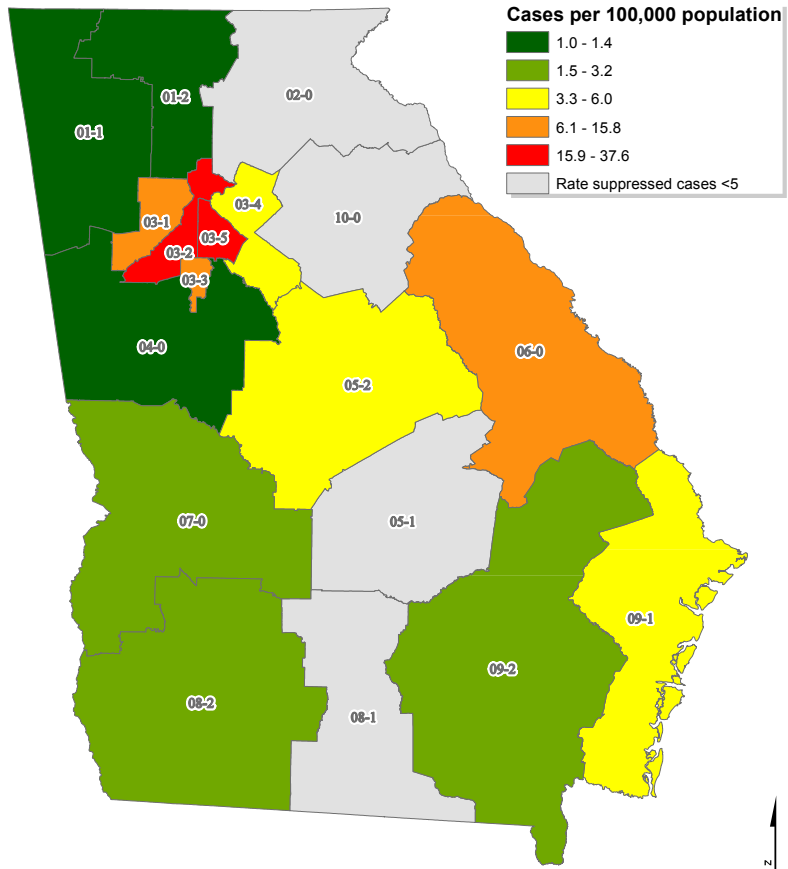 Cases per 100,000 population
1.0 - 1.4
1.5 - 3.2
3.3 - 6.0
6.1 - 15.8
15.9 - 37.6
Rate suppressed cases <5
01-2
02-0
01-1
03-4
03-1
10-0
03-5
03-2
03-3
04-0
06-0
05-2
07-0
05-1
09-1
09-2
08-2
08-1
N